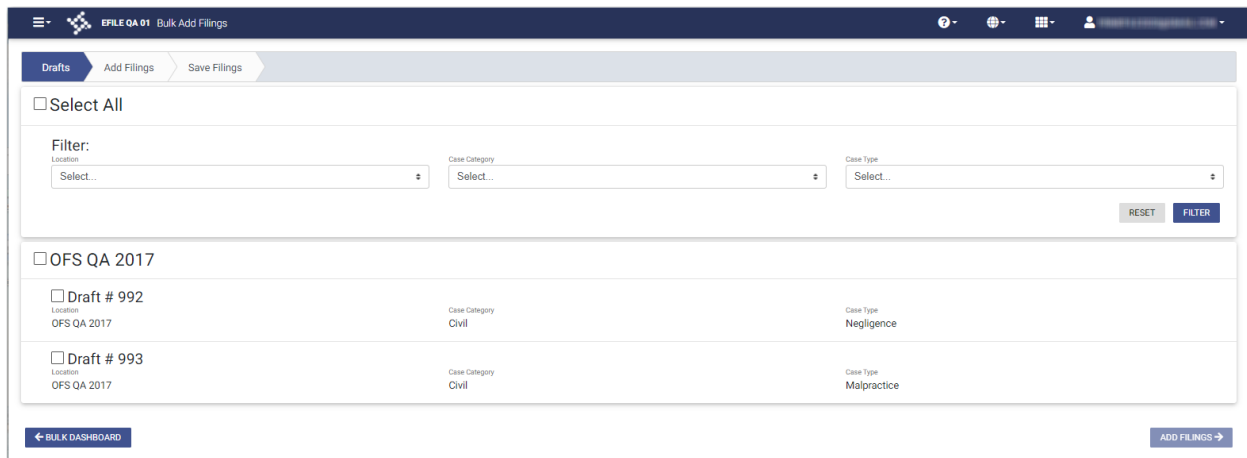 EFILE QA 01 Bulk Add Filings
Drafts Add Filings Save Filings
Select All
Filter:
Location Case Category Case Type
Select... Select... Select...
RESET FILTER
OFS QA 2017
Draft # 992
Location Case Category Case Type
OFS QA 2017 Civil Negligence
Draft # 993
Location Case Category Case Type
OFS QA 2017 Civil Malpractice
BULK DASHBOARD ADD FILINGS